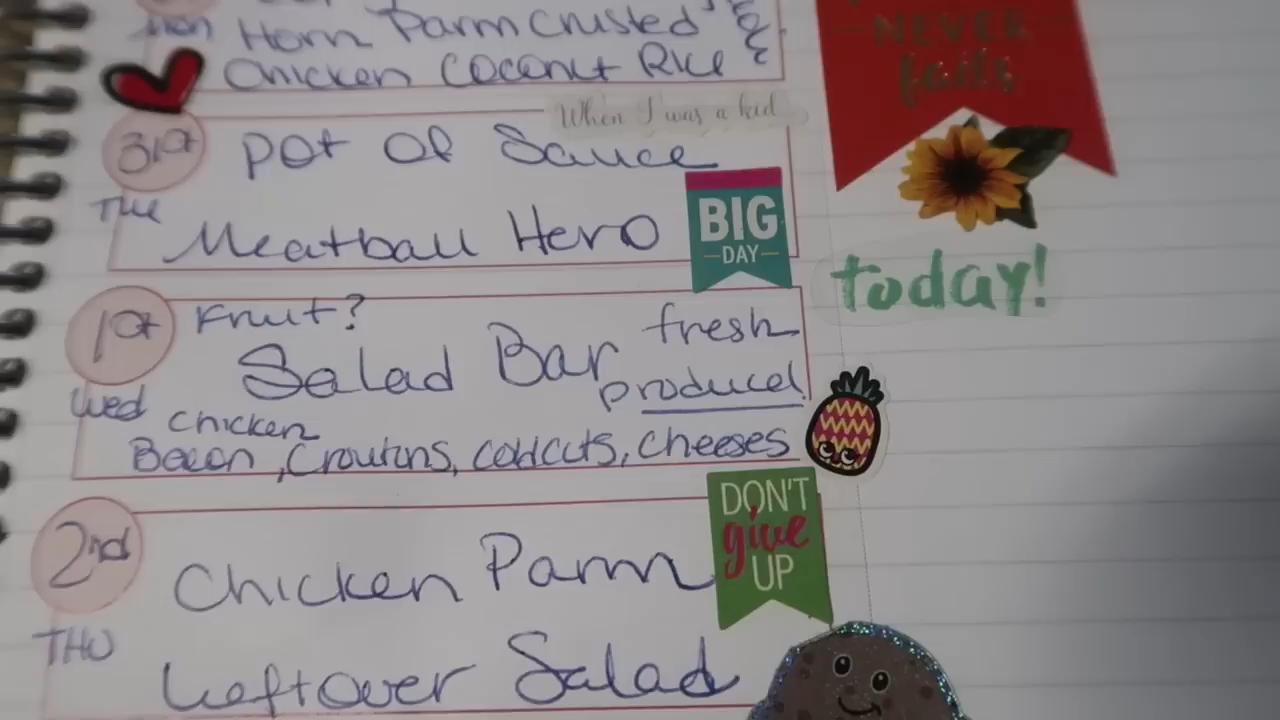 Mon Ham Parm Crusted
Chicken Coconut Rice
NEVER
fails
When I was a kid
31st Pot of Sauce
Tue
Meatball Hero
BIG
DAY
today!
1st Fruit?
Salad Bar fresh
produce!
Wed Chicken
Bacon, Croutons, coldcuts, cheeses
DON'T
give
UP
2nd
Chicken Parm
THU
Leftover Salad